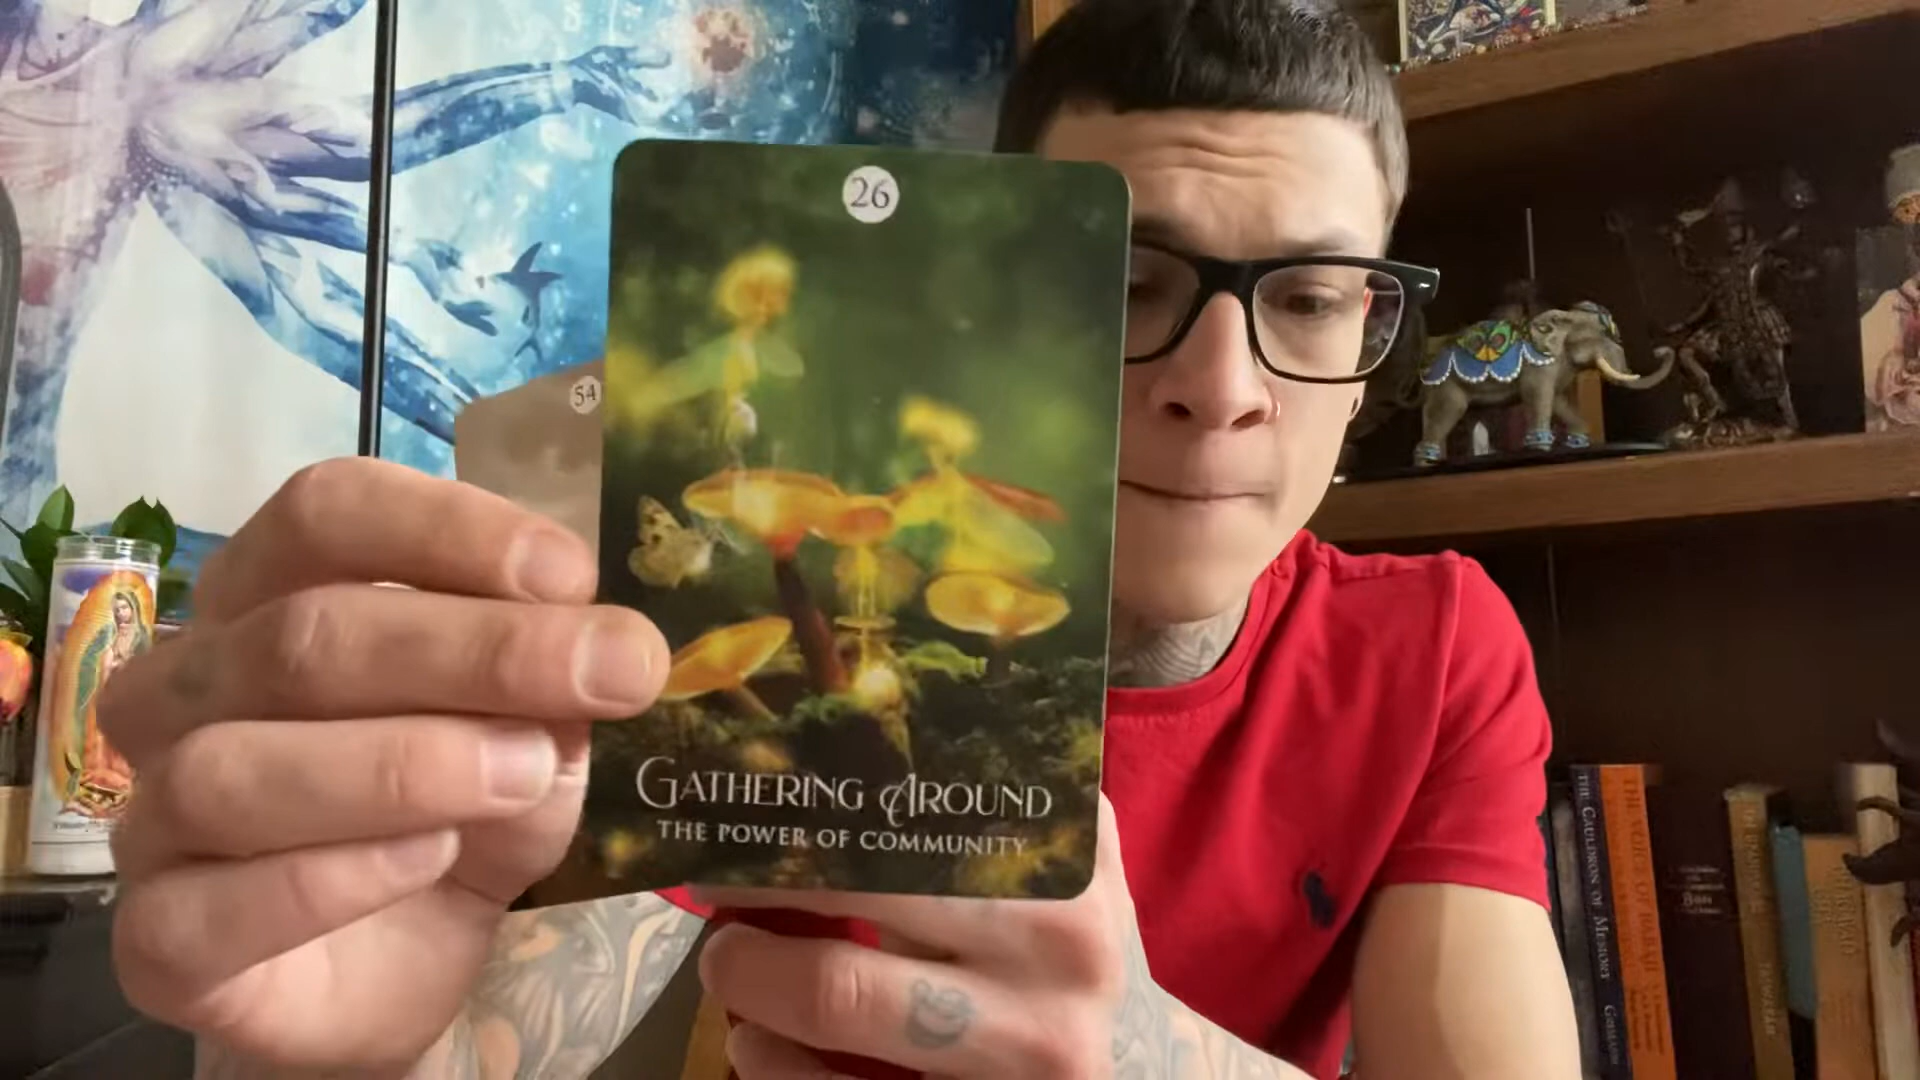 26
54
GATHERING AROUND
THE POWER OF COMMUNITY
THE CAULDRON OF MEMORY
THE VOICE OF BABAJI